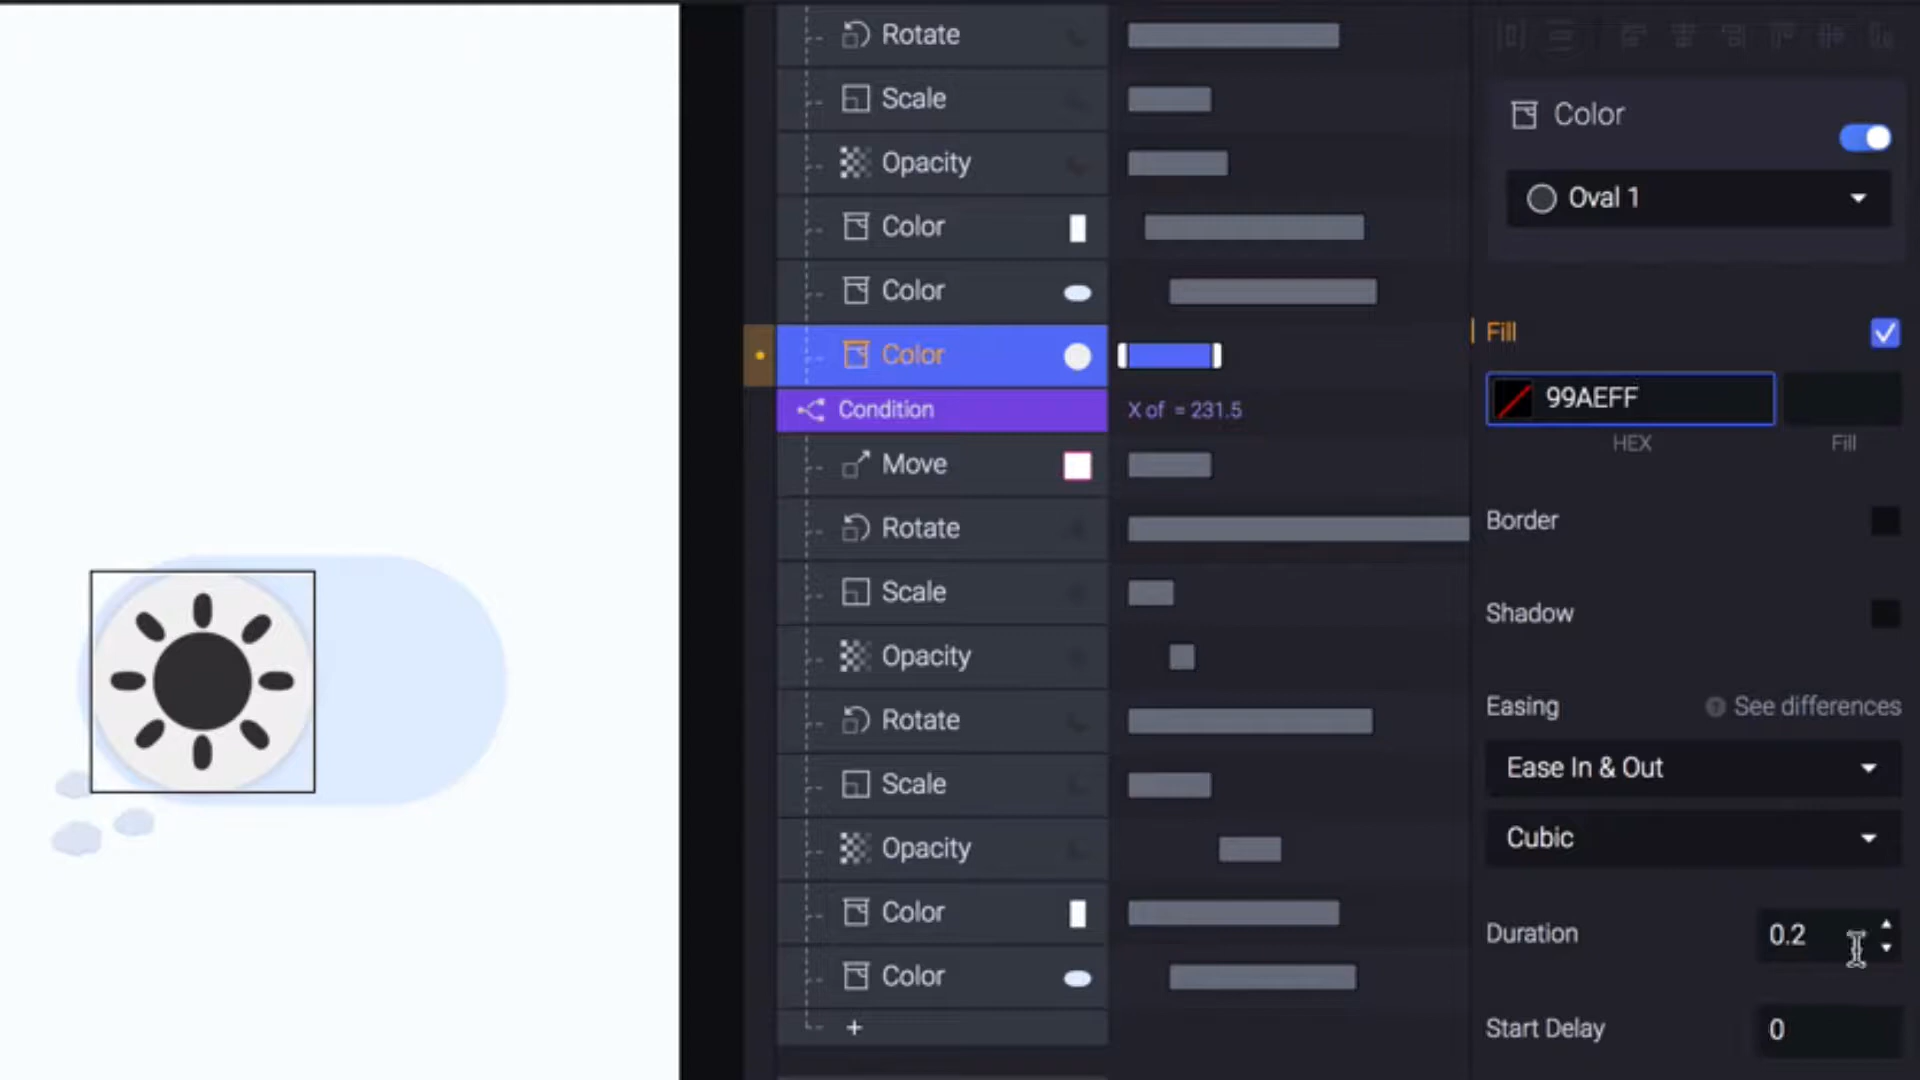 Rotate
Scale
Opacity
Color
Color
Color
Condition
X of = 231.5
Move
Rotate
Scale
Opacity
Rotate
Scale
Opacity
Color
Color
+
Color
Oval 1
Fill
99AEFF
HEX
Fill
Border
Shadow
Easing
? See differences
Ease In & Out
Cubic
Duration
0.2
Start Delay
0